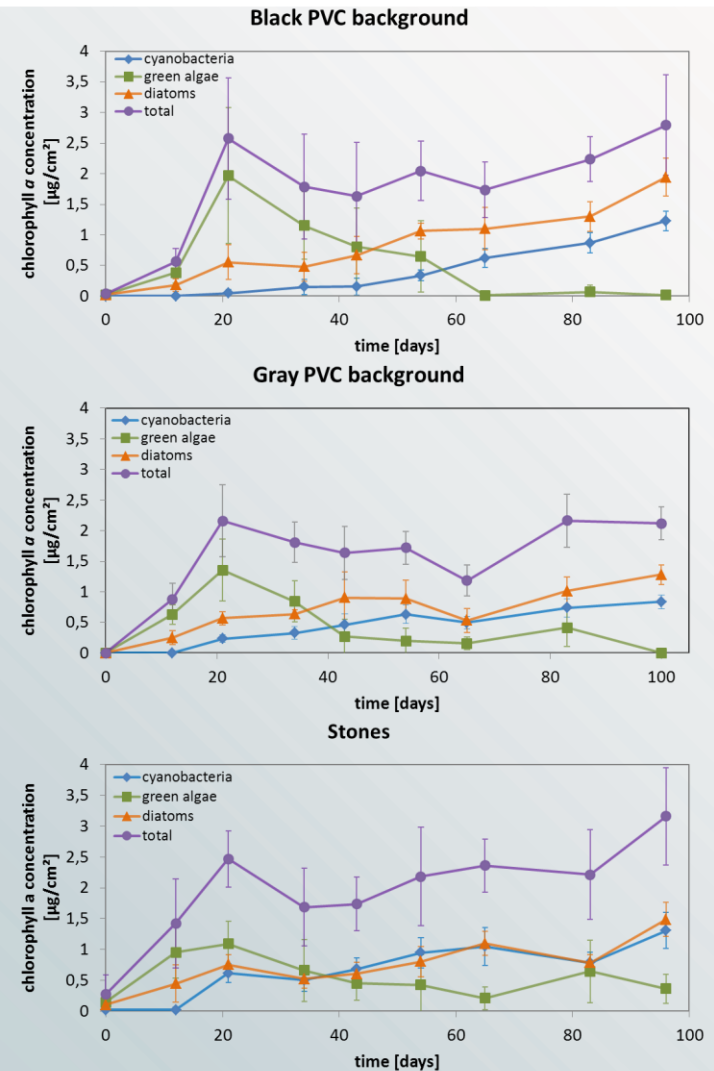 Black PVC background
chlorophyll a concentration
[µg/cm²]
4
3,5
3
2,5
2
1,5
1
0,5
0
cyanobacteria
green algae
diatoms
total
0 20 40 60 80 100
time [days]
Gray PVC background
chlorophyll a concentration
[µg/cm²]
4
3,5
3
2,5
2
1,5
1
0,5
0
cyanobacteria
green algae
diatoms
total
0 20 40 60 80 100
time [days]
Stones
chlorophyll a concentration
[µg/cm²]
4
3,5
3
2,5
2
1,5
1
0,5
0
cyanobacteria
green algae
diatoms
total
0 20 40 60 80 100
time [days]